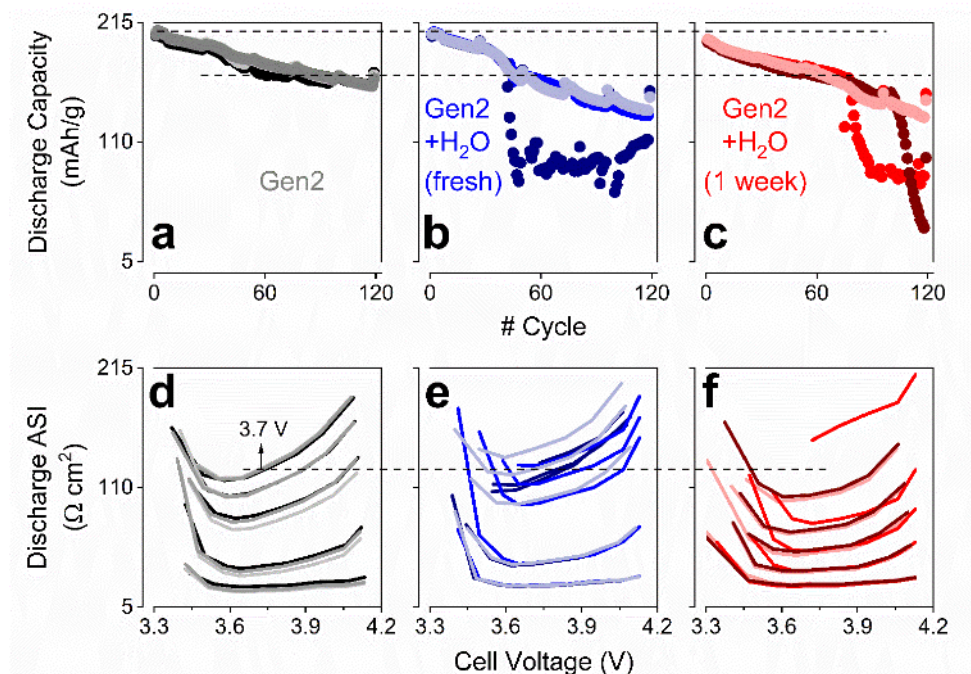 Discharge Capacity
(mAh/g)
215
110
5
Gen2
a
0
60
120
Gen2
+H₂O
(fresh)
b
0
60
120
Gen2
+H₂O
(1 week)
c
0
60
120
# Cycle
Discharge ASI
(Ω cm²)
215
110
5
d
3.7 V
3.3
3.6
3.9
4.2
e
3.3
3.6
3.9
4.2
f
3.3
3.6
3.9
4.2
Cell Voltage (V)